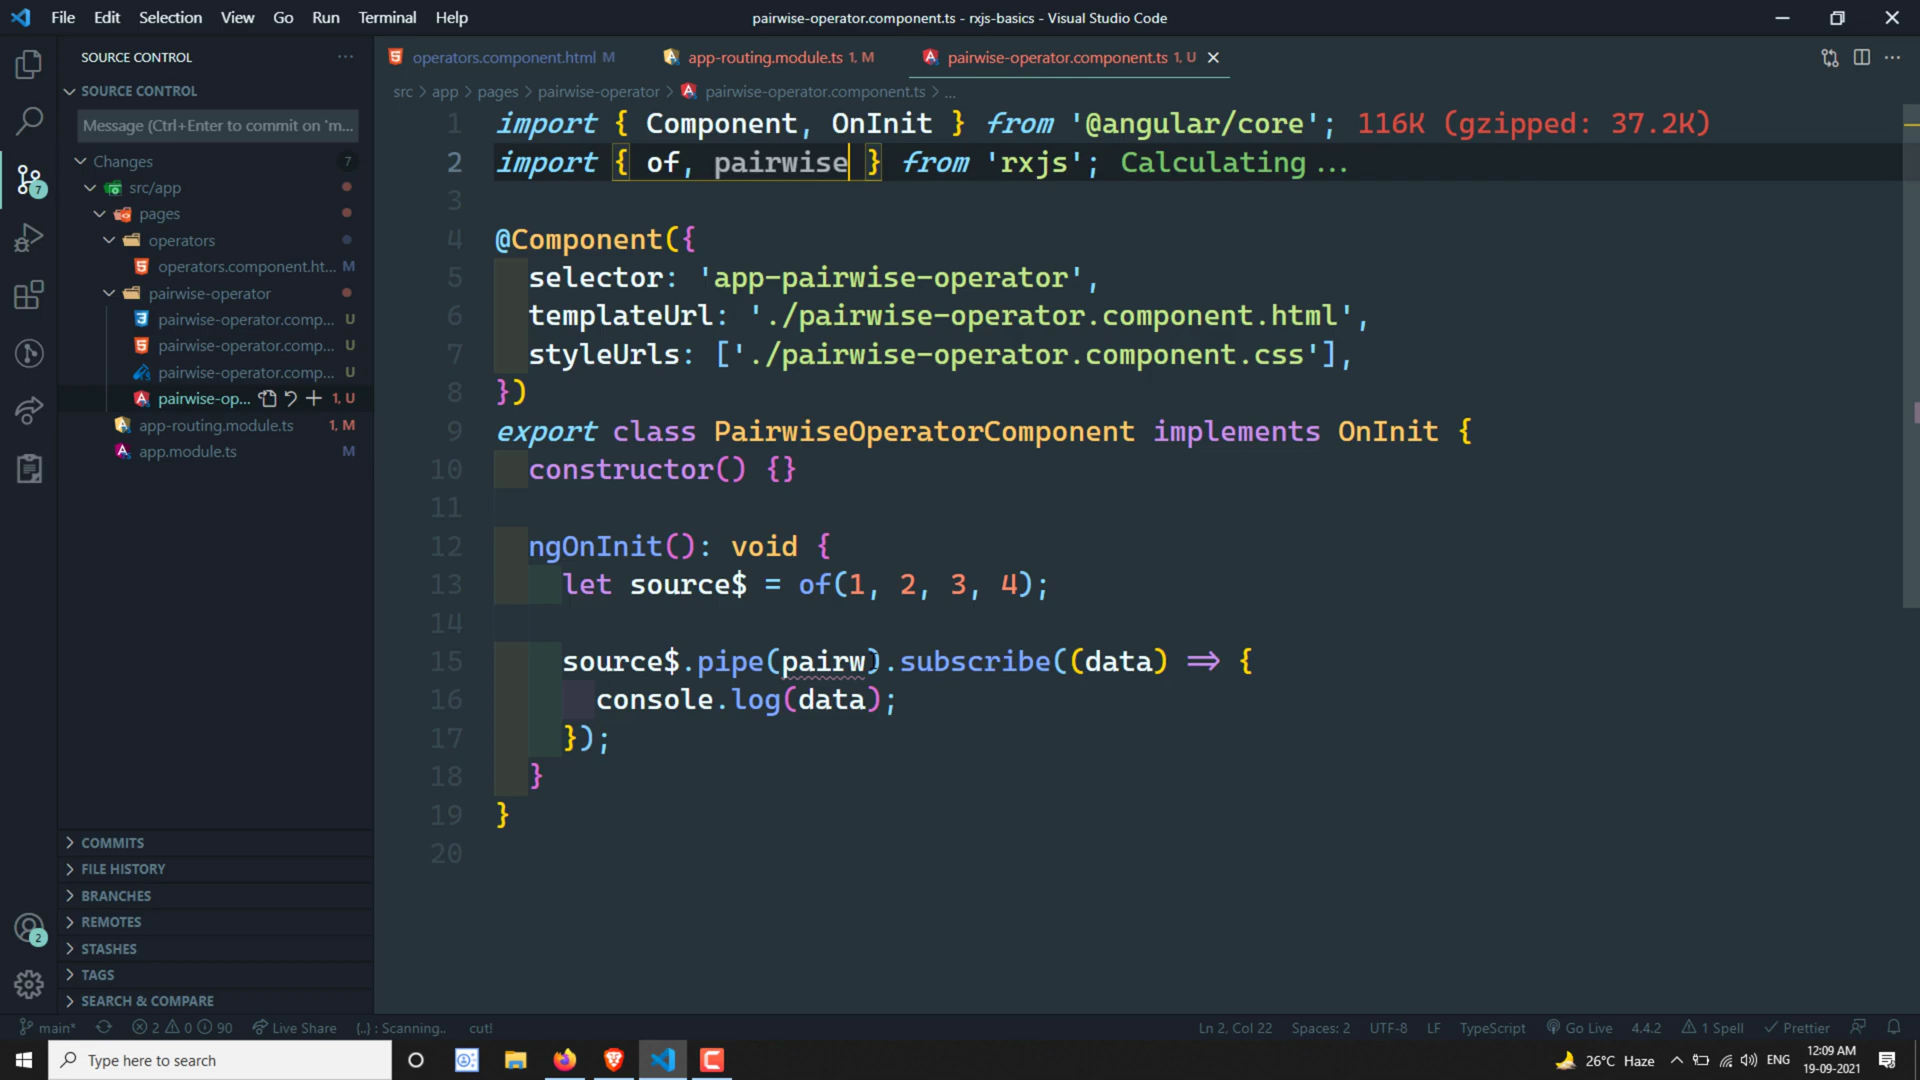 File Edit Selection View Go Run Terminal Help
pairwise-operator.component.ts - rxjs-basics - Visual Studio Code
SOURCE CONTROL
operators.component.html M
app-routing.module.ts 1, M
pairwise-operator.component.ts 1, U
SOURCE CONTROL
src > app > pages > pairwise-operator > pairwise-operator.component.ts > ...
Message (Ctrl+Enter to commit on 'm...
Changes 7
src/app
pages
operators
operators.component.ht... M
pairwise-operator
pairwise-operator.comp... U
pairwise-operator.comp... U
pairwise-operator.comp... U
pairwise-op... 1, U
app-routing.module.ts 1, M
app.module.ts M
7
1 import { Component, OnInit } from '@angular/core'; 116K (gzipped: 37.2K)
2 import { of, pairwise } from 'rxjs'; Calculating...
3
4 @Component({
5 selector: 'app-pairwise-operator',
6 templateUrl: './pairwise-operator.component.html',
7 styleUrls: ['./pairwise-operator.component.css'],
8 })
9 export class PairwiseOperatorComponent implements OnInit {
10 constructor() {}
11
12 ngOnInit(): void {
13 let source$ = of(1, 2, 3, 4);
14
15 source$.pipe(pairw).subscribe((data) => {
16 console.log(data);
17 });
18 }
19 }
20
COMMITS
FILE HISTORY
BRANCHES
REMOTES
STASHES
TAGS
SEARCH & COMPARE
2
main* 2 0 90 Live Share {..} : Scanning.. cut!
Ln 2, Col 22 Spaces: 2 UTF-8 LF TypeScript Go Live 4.4.2 1 Spell Prettier
Type here to search
26°C Haze ENG
12:09 AM
19-09-2021